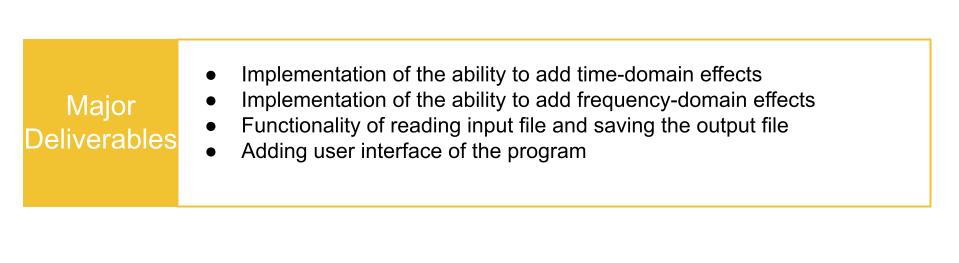 Major
Deliverables
● Implementation of the ability to add time-domain effects
● Implementation of the ability to add frequency-domain effects
● Functionality of reading input file and saving the output file
● Adding user interface of the program